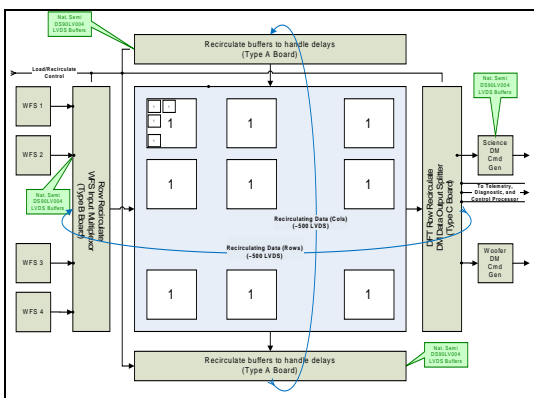 Nat. Semi
DS90LV004
LVDS Buffers
Recirculate buffers to handle delays
(Type A Board)
Load/Recirculate
Control
Nat. Semi
DS90LV004
LVDS Buffers
WFS 1
WFS 2
WFS 3
WFS 4
Nat. Semi
DS90LV004
LVDS Buffers
Row Recirculate
WFS Input Multiplexor
(Type B Board)
1
1
1
1
1
1
1
1
1
1
1
1
1
Recirculating Data (Cols)
(~500 LVDS)
Recirculating Data (Rows)
(~500 LVDS)
DFT Row Recirculate
DM Data Output Splitter
(Type C Board)
Science
DM
Cmd
Gen
To Telemetry,
Diagnostic, and
Control Processor
Woofer
DM
Cmd
Gen
Recirculate buffers to handle delays
(Type A Board)
Nat. Semi
DS90LV004
LVDS Buffers